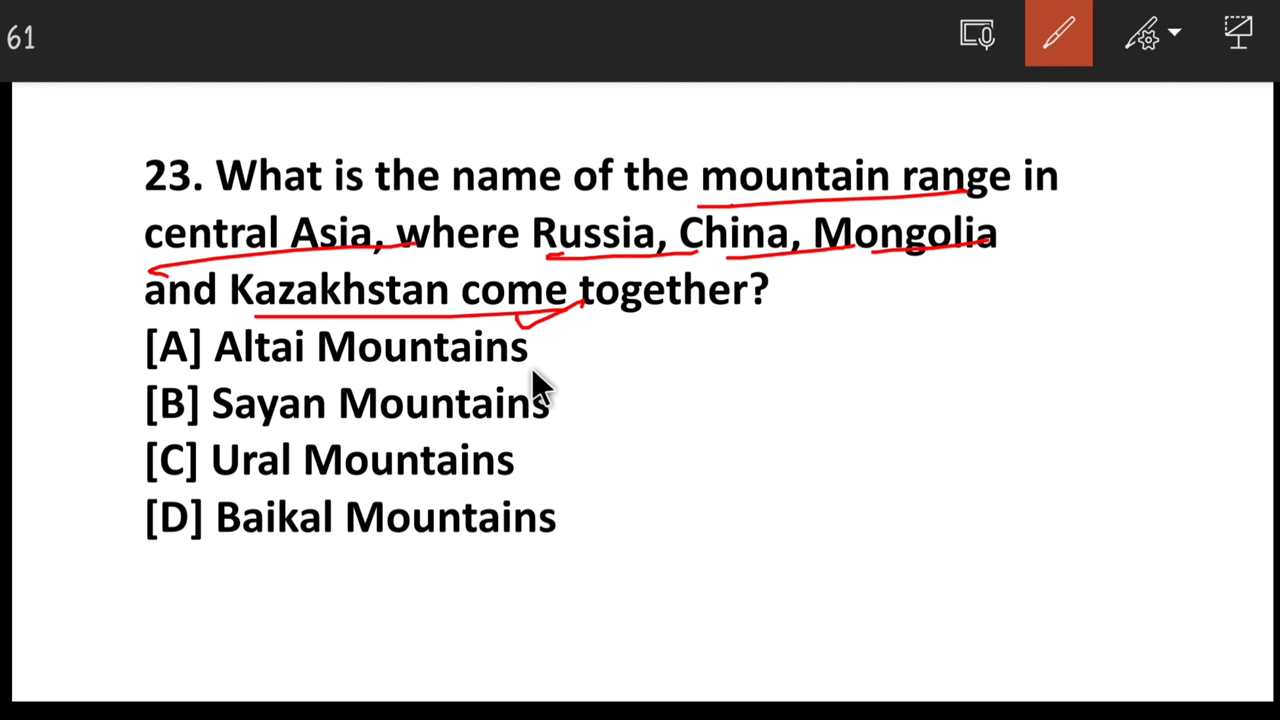 61
23. What is the name of the mountain range in
central Asia, where Russia, China, Mongolia
and Kazakhstan come together?
[A] Altai Mountains
[B] Sayan Mountains
[C] Ural Mountains
[D] Baikal Mountains